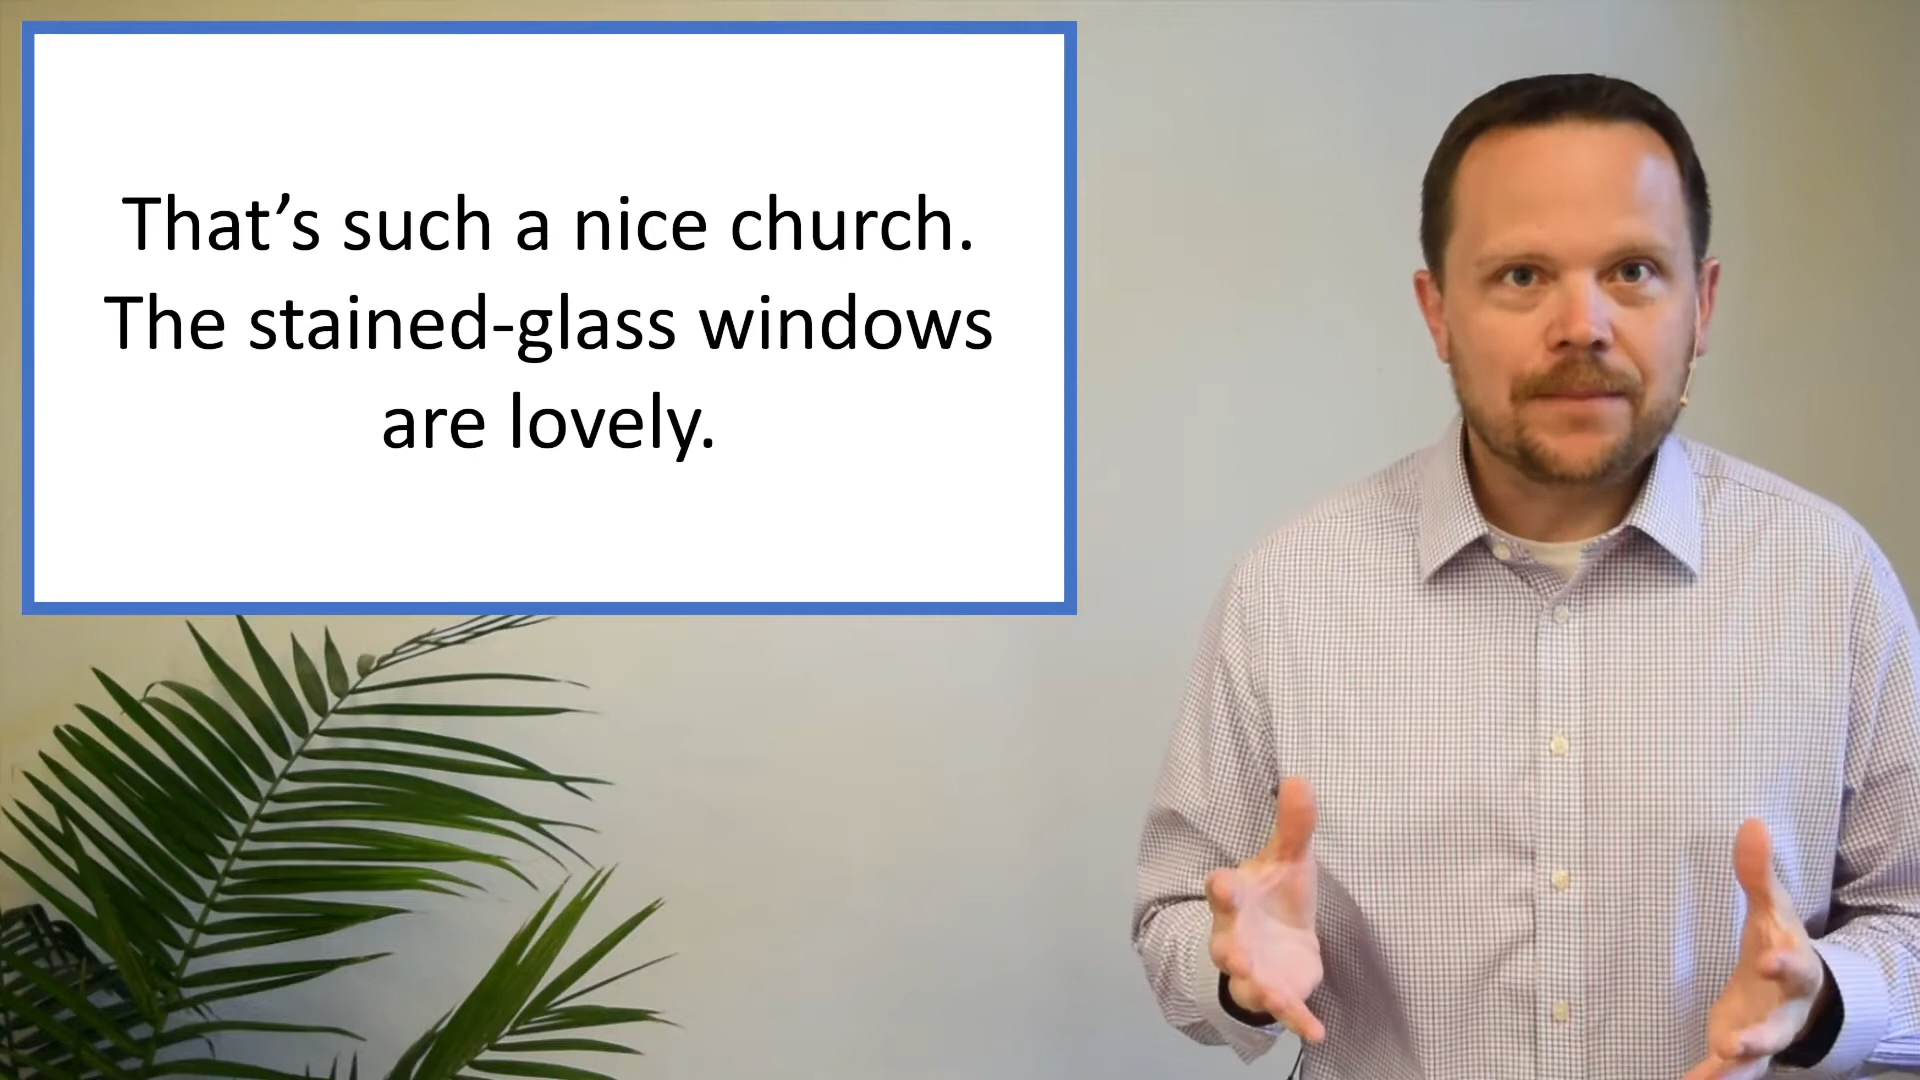 That’s such a nice church.
The stained-glass windows
are lovely.